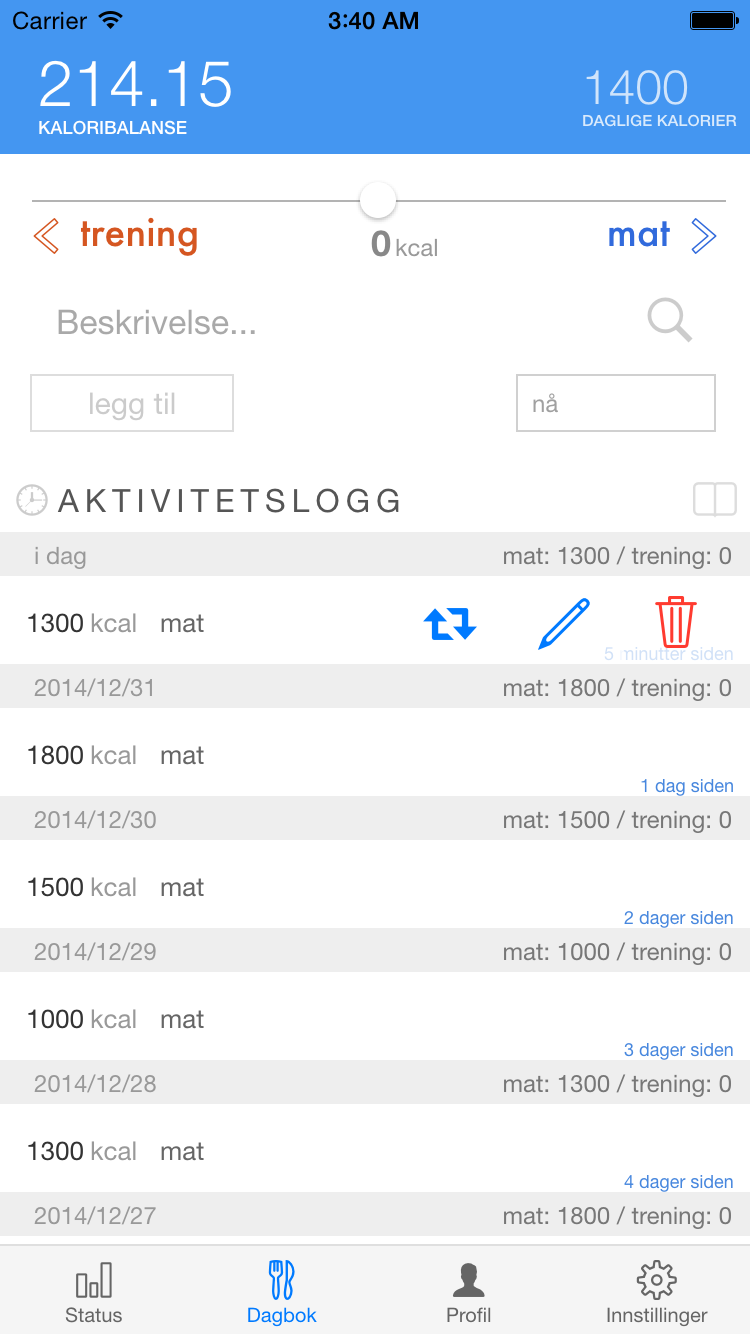 Carrier 3:40 AM
214.15 1400
KALORIBALANSE DAGLIGE KALORIER
trening 0 kcal mat
Beskrivelse...
legg til nå
AKTIVITETSLOGG
i dag mat: 1300 / trening: 0
1300 kcal mat
5 minutter siden
2014/12/31 mat: 1800 / trening: 0
1800 kcal mat
1 dag siden
2014/12/30 mat: 1500 / trening: 0
1500 kcal mat
2 dager siden
2014/12/29 mat: 1000 / trening: 0
1000 kcal mat
3 dager siden
2014/12/28 mat: 1300 / trening: 0
1300 kcal mat
4 dager siden
2014/12/27 mat: 1800 / trening: 0
Status Dagbok Profil Innstillinger